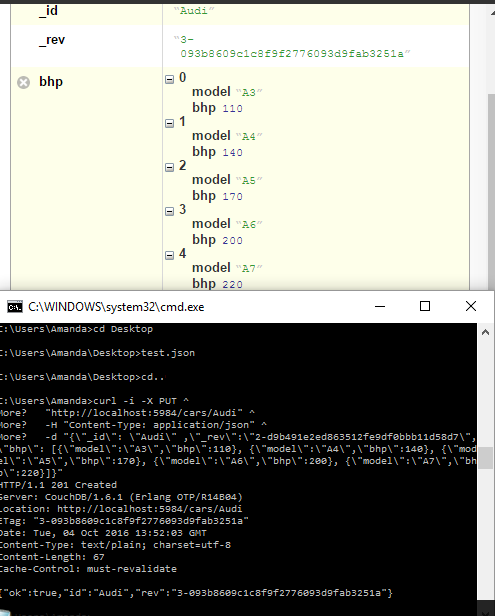 _id
"Audi"
_rev
"3-
093b8609c1c8f9f2776093d9fab3251a"
bhp
0
model "A3"
bhp 110
1
model "A4"
bhp 140
2
model "A5"
bhp 170
3
model "A6"
bhp 200
4
model "A7"
bhp 220
C:\WINDOWS\system32\cmd.exe
C:\Users\Amanda>cd Desktop
C:\Users\Amanda\Desktop>test.json
C:\Users\Amanda\Desktop>cd..
C:\Users\Amanda>curl -i -X PUT ^
More?   "http://localhost:5984/cars/Audi" ^
More?   -H "Content-Type: application/json" ^
More?   -d "{\"_id\": \"Audi\" ,\"_rev\":\"2-d9b491e2ed863512fe9df0bbb11d58d7\",
\"bhp\": [{\"model\":\"A3\",\"bhp\":110}, {\"model\":\"A4\",\"bhp\":140}, {\"mod
el\":\"A5\",\"bhp\":170}, {\"model\":\"A6\",\"bhp\":200}, {\"model\":\"A7\",\"bh
p\":220}]}"
HTTP/1.1 201 Created
Server: CouchDB/1.6.1 (Erlang OTP/R14B04)
Location: http://localhost:5984/cars/Audi
ETag: "3-093b8609c1c8f9f2776093d9fab3251a"
Date: Tue, 04 Oct 2016 13:52:03 GMT
Content-Type: text/plain; charset=utf-8
Content-Length: 67
Cache-Control: must-revalidate
{"ok":true,"id":"Audi","rev":"3-093b8609c1c8f9f2776093d9fab3251a"}